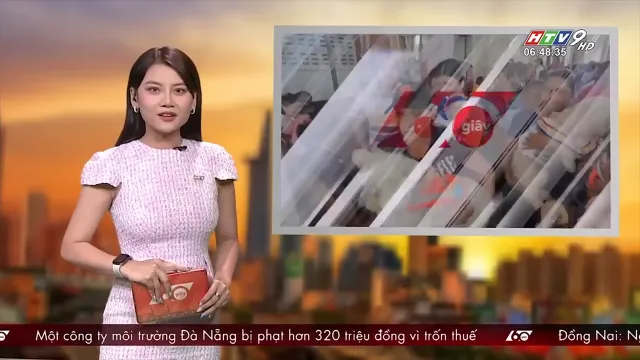 HTV9 HD
06:48:35
giây
Một công ty môi trường Đà Nẵng bị phạt hơn 320 triệu đồng vì trốn thuế
60
Đồng Nai: N